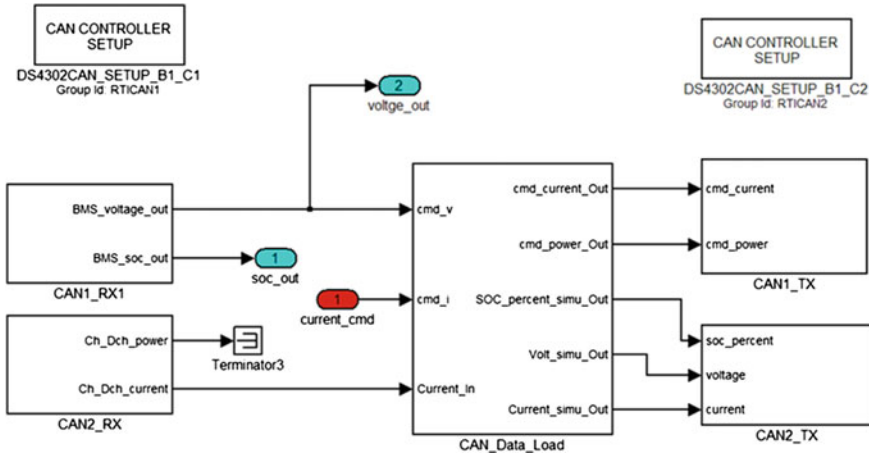 CAN CONTROLLER
SETUP
DS4302CAN_SETUP_B1_C1
Group Id: RTICAN1
CAN CONTROLLER
SETUP
DS4302CAN_SETUP_B1_C2
Group Id: RTICAN2
2
voltge_out
BMS_voltage_out
BMS_soc_out
CAN1_RX1
1
soc_out
1
current_cmd
Ch_Dch_power
Ch_Dch_current
CAN2_RX
Terminator3
cmd_v
cmd_i
Current_In
cmd_current_Out
cmd_power_Out
SOC_percent_simu_Out
Volt_simu_Out
Current_simu_Out
CAN_Data_Load
cmd_current
cmd_power
CAN1_TX
soc_percent
voltage
current
CAN2_TX